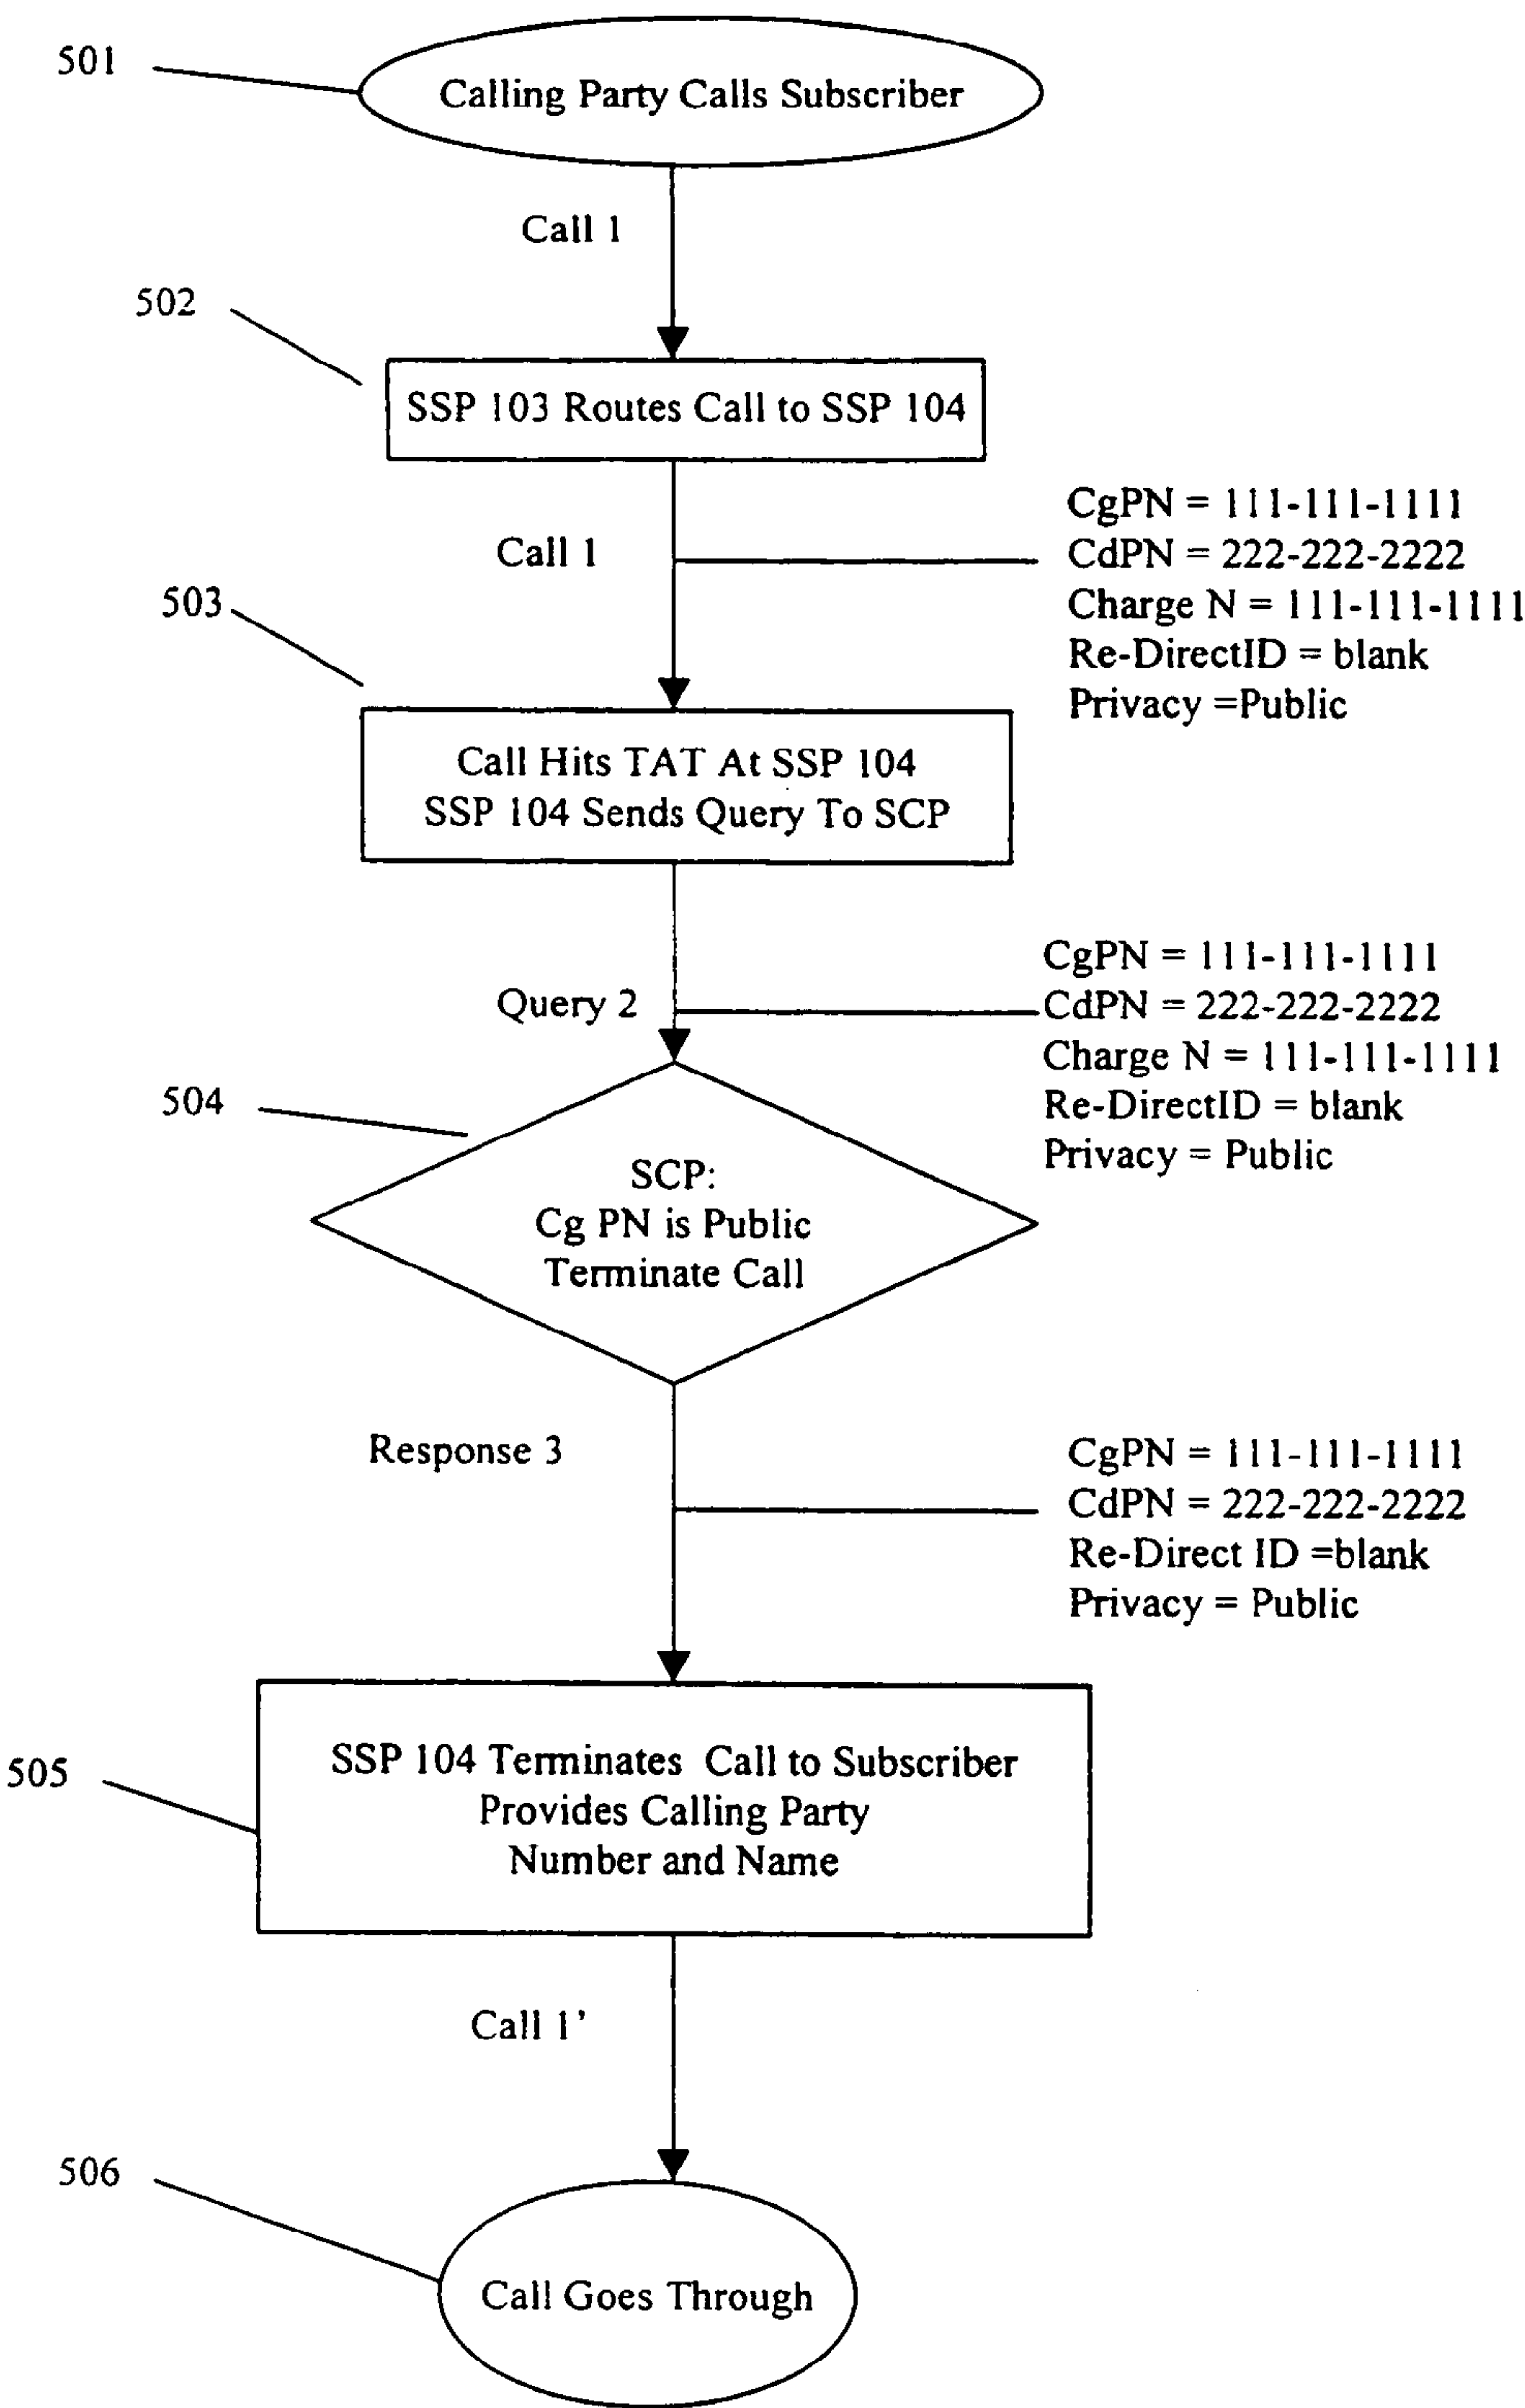 501
Calling Party Calls Subscriber
Call 1
502
SSP 103 Routes Call to SSP 104
CgPN = 111-111-1111
Call 1
CdPN = 222-222-2222
503
Charge N = 111-111-1111
Re-DirectID = blank
Privacy =Public
Call Hits TAT At SSP 104
SSP 104 Sends Query To SCP
CgPN = 111-111-1111
Query 2
CdPN = 222-222-2222
Charge N = 111-111-1111
504
Re-DirectID = blank
Privacy = Public
SCP:
Cg PN is Public
Terminate Call
Response 3
CgPN = 111-111-1111
CdPN = 222-222-2222
Re-Direct ID =blank
Privacy = Public
505
SSP 104 Terminates Call to Subscriber
Provides Calling Party
Number and Name
Call 1'
506
Call Goes Through